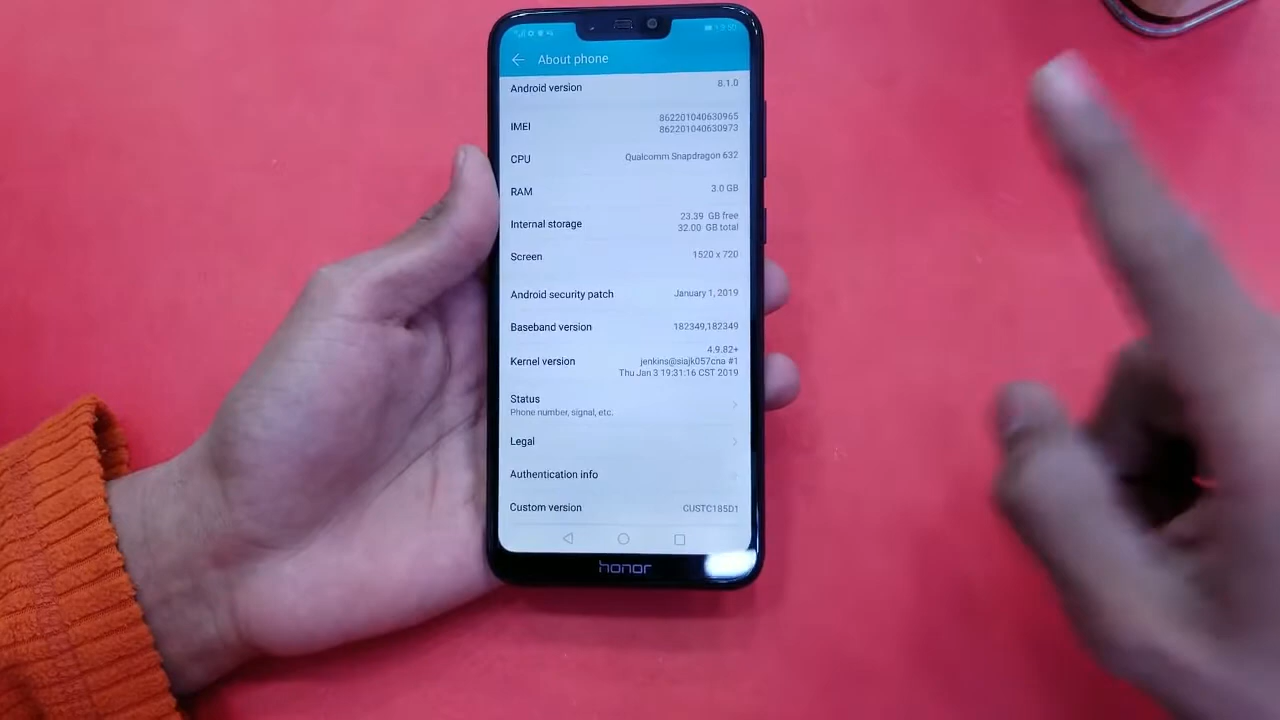 About phone
Android version 8.1.0
IMEI 862201040630965
862201040630973
CPU Qualcomm Snapdragon 632
RAM 3.0 GB
Internal storage 23.39 GB free
32.00 GB total
Screen 1520 x 720
Android security patch January 1, 2019
Baseband version 182349,182349
Kernel version 4.9.82+
jenkins@siajk057cna #1
Thu Jan 3 19:31:16 CST 2019
Status
Phone number, signal, etc.
Legal
Authentication info
Custom version CUSTC185D1
honor